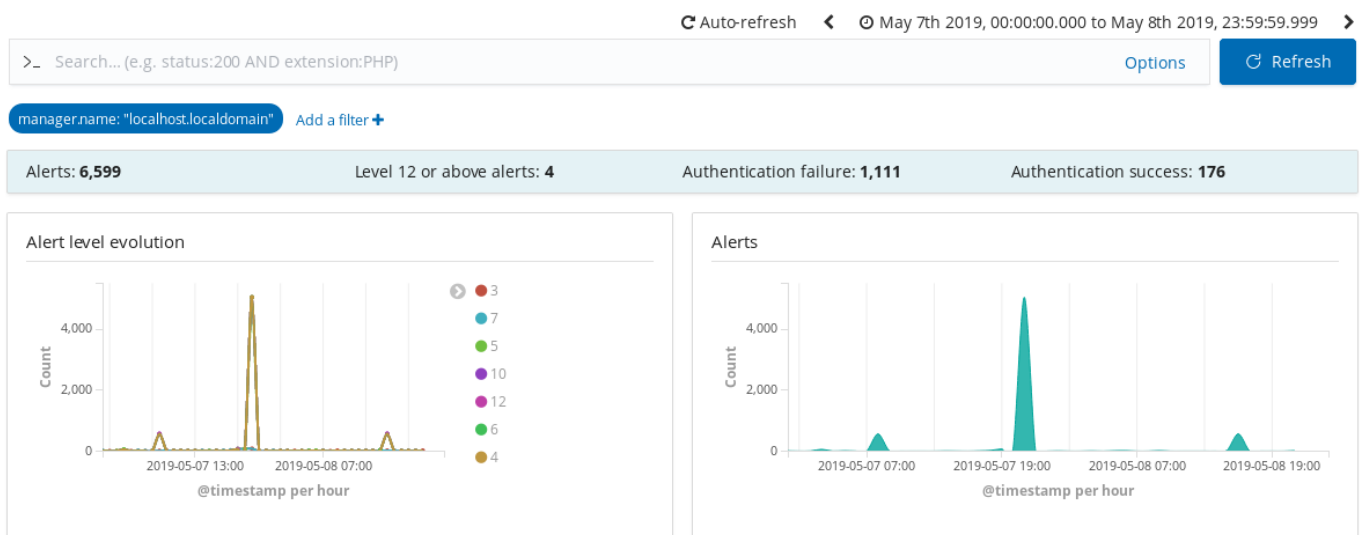 Auto-refresh May 7th 2019, 00:00:00.000 to May 8th 2019, 23:59:59.999
>_ Search... (e.g. status:200 AND extension:PHP) Options Refresh
manager.name: "localhost.localdomain" Add a filter +
Alerts: 6,599 Level 12 or above alerts: 4 Authentication failure: 1,111 Authentication success: 176
Alert level evolution
4,000
2,000
0
Count
2019-05-07 13:00 2019-05-08 07:00
@timestamp per hour
3
7
5
10
12
6
4
Alerts
4,000
2,000
0
Count
2019-05-07 07:00 2019-05-07 19:00 2019-05-08 07:00 2019-05-08 19:00
@timestamp per hour